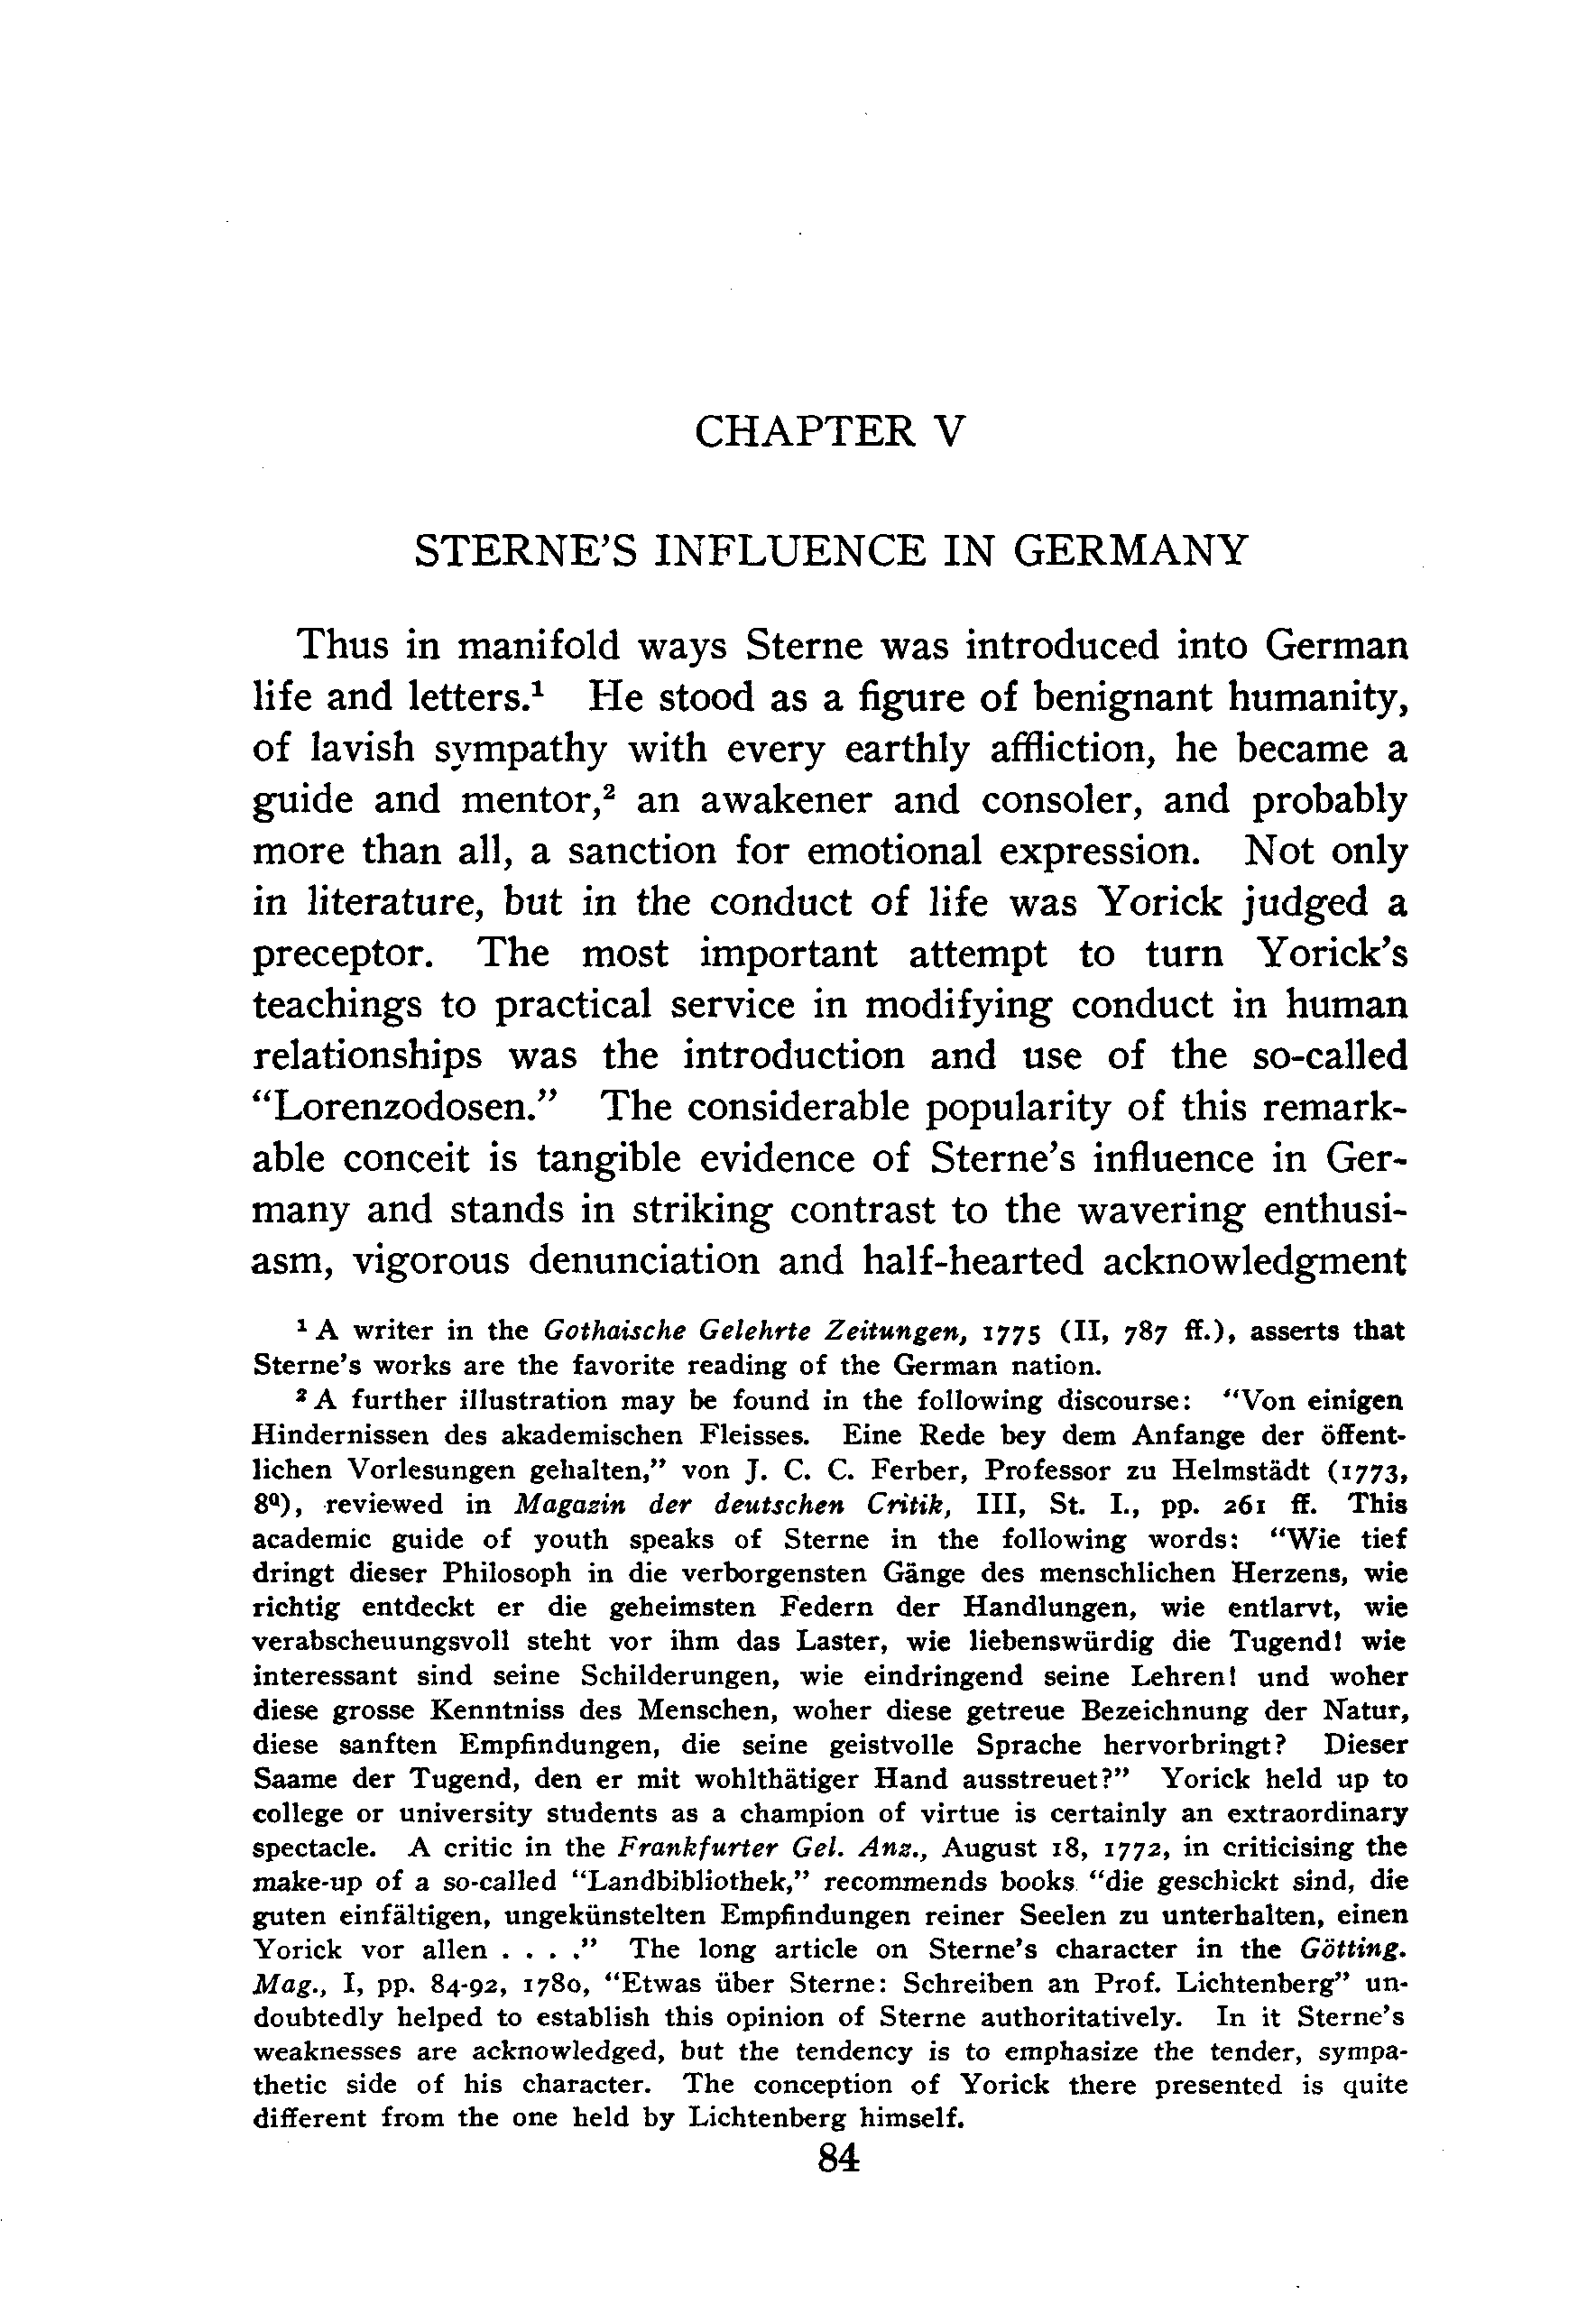 CHAPTER V
STERNE'S INFLUENCE IN GERMANY
Thus in manifold ways Sterne was introduced into German
life and letters.¹ He stood as a figure of benignant humanity,
of lavish sympathy with every earthly affliction, he became a
guide and mentor,² an awakener and consoler, and probably
more than all, a sanction for emotional expression. Not only
in literature, but in the conduct of life was Yorick judged a
preceptor. The most important attempt to turn Yorick's
teachings to practical service in modifying conduct in human
relationships was the introduction and use of the so-called
“Lorenzodosen.” The considerable popularity of this remark-
able conceit is tangible evidence of Sterne's influence in Ger-
many and stands in striking contrast to the wavering enthusi-
asm, vigorous denunciation and half-hearted acknowledgment
¹ A writer in the Gothaische Gelehrte Zeitungen, 1775 (II, 787 ff.), asserts that
Sterne's works are the favorite reading of the German nation.
² A further illustration may be found in the following discourse: “Von einigen
Hindernissen des akademischen Fleisses. Eine Rede bey dem Anfange der öffent-
lichen Vorlesungen gehalten,” von J. C. C. Ferber, Professor zu Helmstädt (1773,
8º), reviewed in Magazin der deutschen Critik, III, St. I., pp. 261 ff. This
academic guide of youth speaks of Sterne in the following words: “Wie tief
dringt dieser Philosoph in die verborgensten Gänge des menschlichen Herzens, wie
richtig entdeckt er die geheimsten Federn der Handlungen, wie entlarvt, wie
verabscheuungsvoll steht vor ihm das Laster, wie liebenswürdig die Tugend! wie
interessant sind seine Schilderungen, wie eindringend seine Lehren! und woher
diese grosse Kenntniss des Menschen, woher diese getreue Bezeichnung der Natur,
diese sanften Empfindungen, die seine geistvolle Sprache hervorbringt? Dieser
Saame der Tugend, den er mit wohlthätiger Hand ausstreuet?” Yorick held up to
college or university students as a champion of virtue is certainly an extraordinary
spectacle. A critic in the Frankfurter Gel. Anz., August 18, 1772, in criticising the
make-up of a so-called “Landbibliothek,” recommends books “die geschickt sind, die
guten einfältigen, ungekünstelten Empfindungen reiner Seelen zu unterhalten, einen
Yorick vor allen . . . .” The long article on Sterne's character in the Götting.
Mag., I, pp. 84-92, 1780, “Etwas über Sterne: Schreiben an Prof. Lichtenberg” un-
doubtedly helped to establish this opinion of Sterne authoritatively. In it Sterne's
weaknesses are acknowledged, but the tendency is to emphasize the tender, sympa-
thetic side of his character. The conception of Yorick there presented is quite
different from the one held by Lichtenberg himself.
84